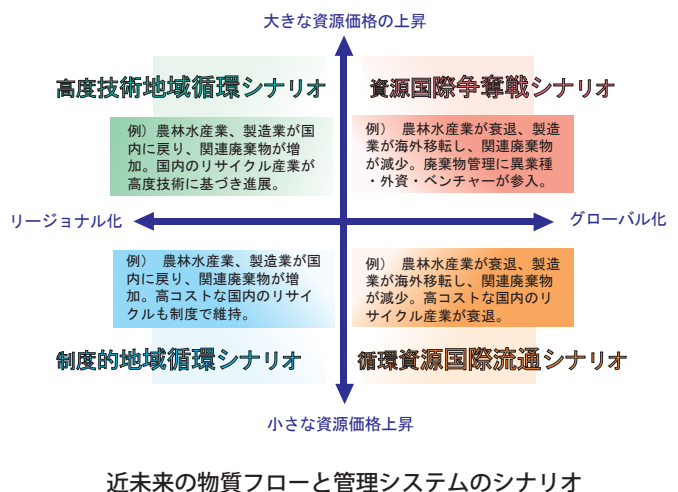 大きな資源価格の上昇
高度技術地域循環シナリオ
資源国際争奪戦シナリオ
例）農林水産業、製造業が国
内に戻り、関連廃棄物が増
加。国内のリサイクル産業が
高度技術に基づき進展。
例） 農林水産業が衰退、製造
業が海外移転し、関連廃棄物
が減少。廃棄物管理に異業種
・外資・ベンチャーが参入。
リージョナル化
グローバル化
例） 農林水産業、製造業が国
内に戻り、関連廃棄物が増
加。高コストな国内のリサイ
クルも制度で維持。
例） 農林水産業が衰退、製造
業が海外移転し、関連廃棄物
が減少。高コストな国内のリ
サイクル産業が衰退。
制度的地域循環シナリオ
循環資源国際流通シナリオ
小さな資源価格上昇
近未来の物質フローと管理システムのシナリオ